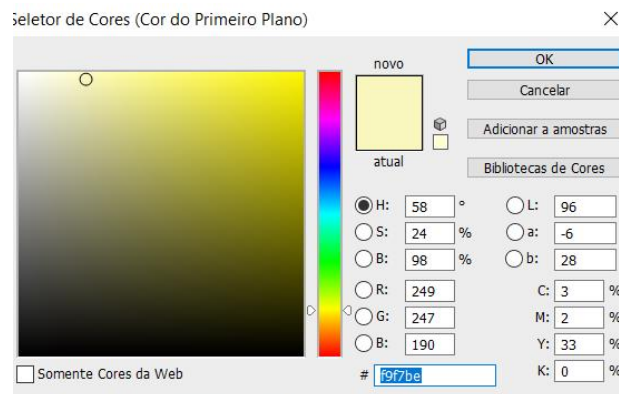 Seletor de Cores (Cor do Primeiro Plano)
novo
atual
OK
Cancelar
Adicionar a amostras
Bibliotecas de Cores
H: 58 °
S: 24 %
B: 98 %
R: 249
G: 247
B: 190
# f9f7be
L: 96
a: -6
b: 28
C: 3 %
M: 2 %
Y: 33 %
K: 0 %
Somente Cores da Web